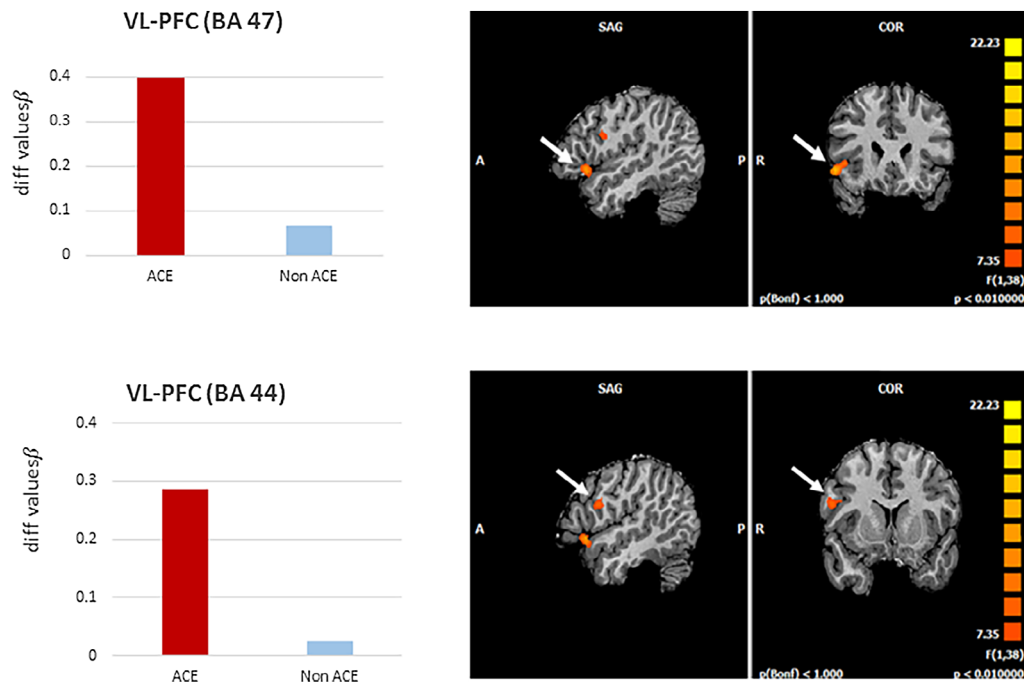 VL-PFC (BA 47)
diff valuesβ
0.4
0.3
0.2
0.1
0
ACE
Non ACE
SAG
A
P
COR
R
22.23
7.35
F(1,38)
p(Bonf) < 1.000
p < 0.010000
VL-PFC (BA 44)
diff valuesβ
0.4
0.3
0.2
0.1
0
ACE
Non ACE
SAG
A
P
COR
R
22.23
7.35
F(1,38)
p(Bonf) < 1.000
p < 0.010000